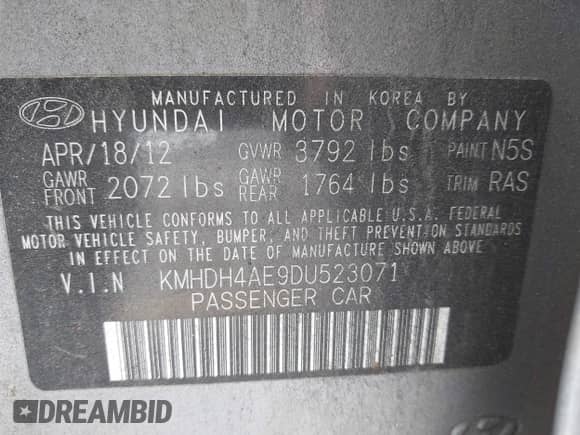 MANUFACTURED IN KOREA BY
HYUNDAI MOTOR COMPANY
APR/18/12 GVWR 3792 lbs PAINT N5S
GAWR FRONT 2072 lbs GAWR REAR 1764 lbs TRIM RAS
THIS VEHICLE CONFORMS TO ALL APPLICABLE U.S.A. FEDERAL
MOTOR VEHICLE SAFETY, BUMPER, AND THEFT PREVENTION STANDARDS
IN EFFECT ON THE DATE OF MANUFACTURE SHOWN ABOVE.
V.I.N KMHDH4AE9DU523071
PASSENGER CAR
DREAMBID